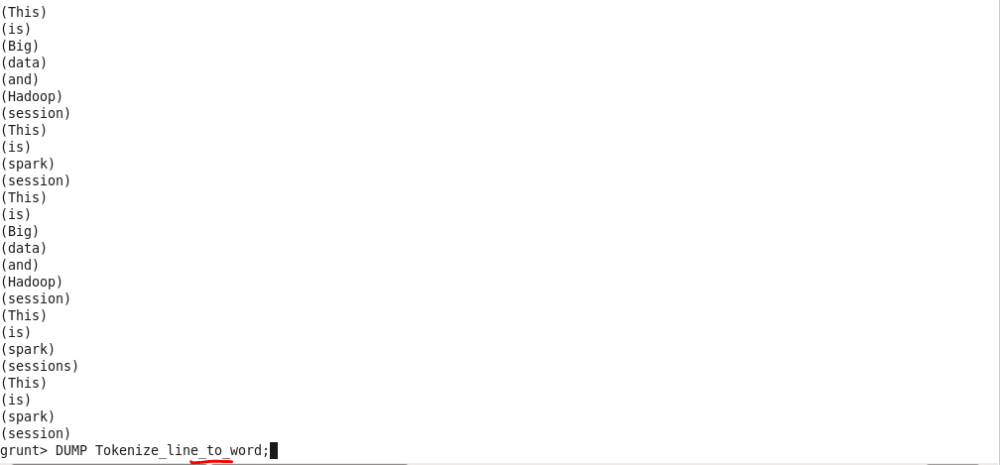 (This)
(is)
(Big)
(data)
(and)
(Hadoop)
(session)
(This)
(is)
(spark)
(session)
(This)
(is)
(Big)
(data)
(and)
(Hadoop)
(session)
(This)
(is)
(spark)
(sessions)
(This)
(is)
(spark)
(session)
grunt> DUMP Tokenize_line_to_word;